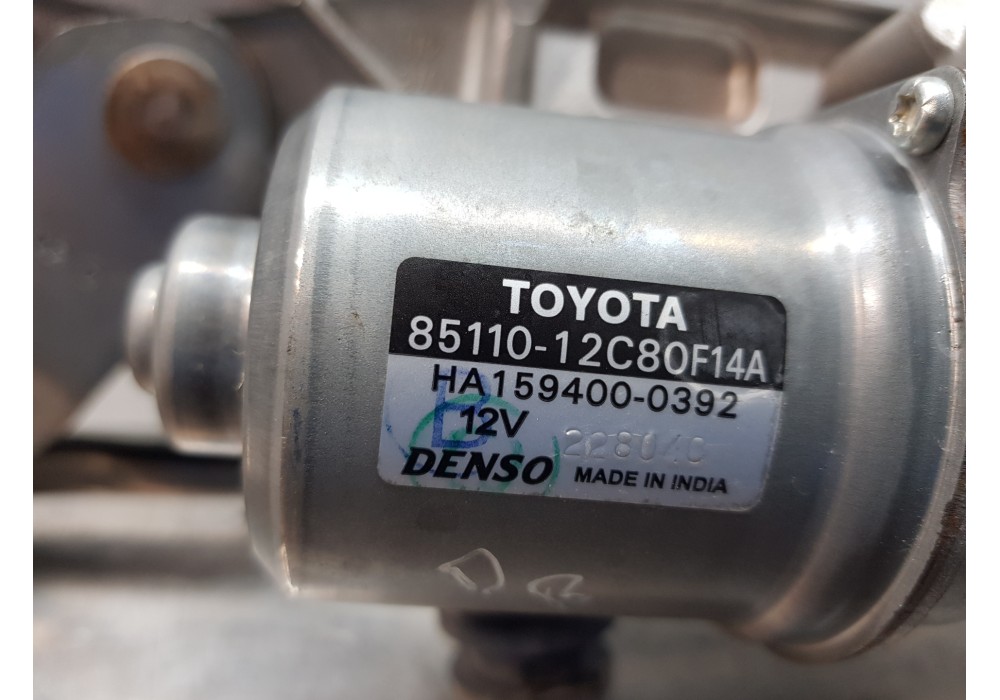 TOYOTA
85110-12C80F14A
HA159400-0392
12V
B
DENSO MADE IN INDIA